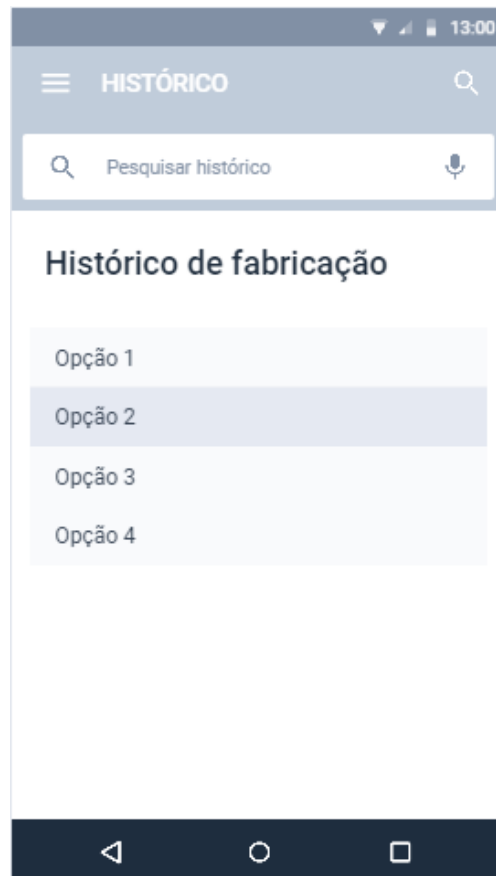 13:00
HISTÓRICO
Pesquisar histórico
Histórico de fabricação
Opção 1
Opção 2
Opção 3
Opção 4